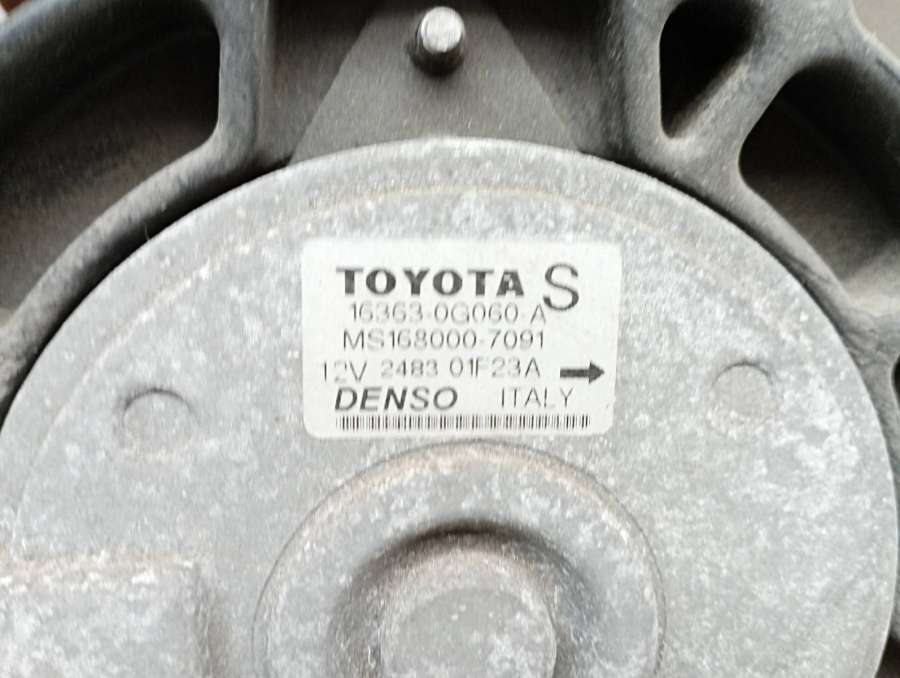 TOYOTA S
16363-0G060-A
MS168000-7091
12V 2483 01F23A
DENSO ITALY